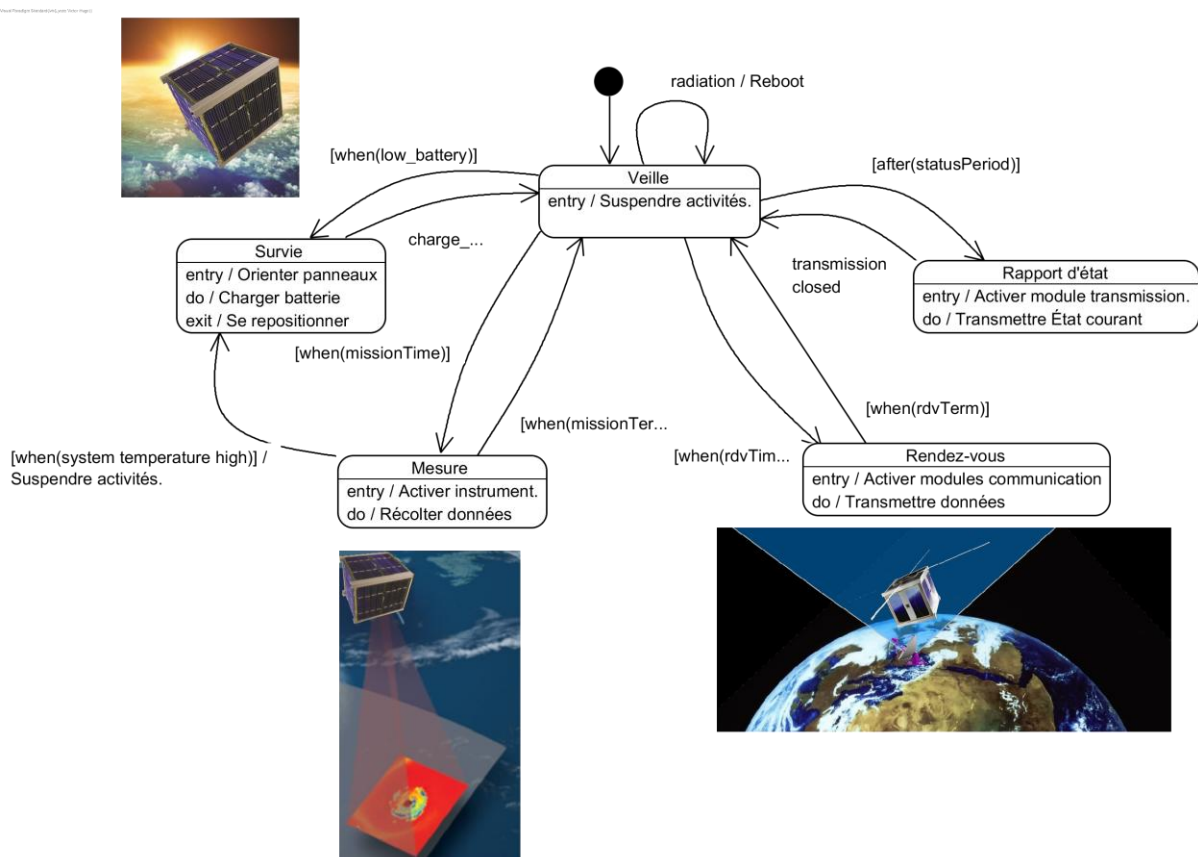 radiation / Reboot
[when(low_battery)]
[after(statusPeriod)]
Veille
entry / Suspendre activités.
charge_...
Survie
entry / Orienter panneaux
do / Charger batterie
exit / Se repositionner
transmission
closed
Rapport d'état
entry / Activer module transmission.
do / Transmettre État courant
[when(missionTime)]
[when(missionTer...
[when(rdvTerm)]
[when(rdvTim...
[when(system temperature high)] /
Suspendre activités.
Mesure
entry / Activer instrument.
do / Récolter données
Rendez-vous
entry / Activer modules communication
do / Transmettre données